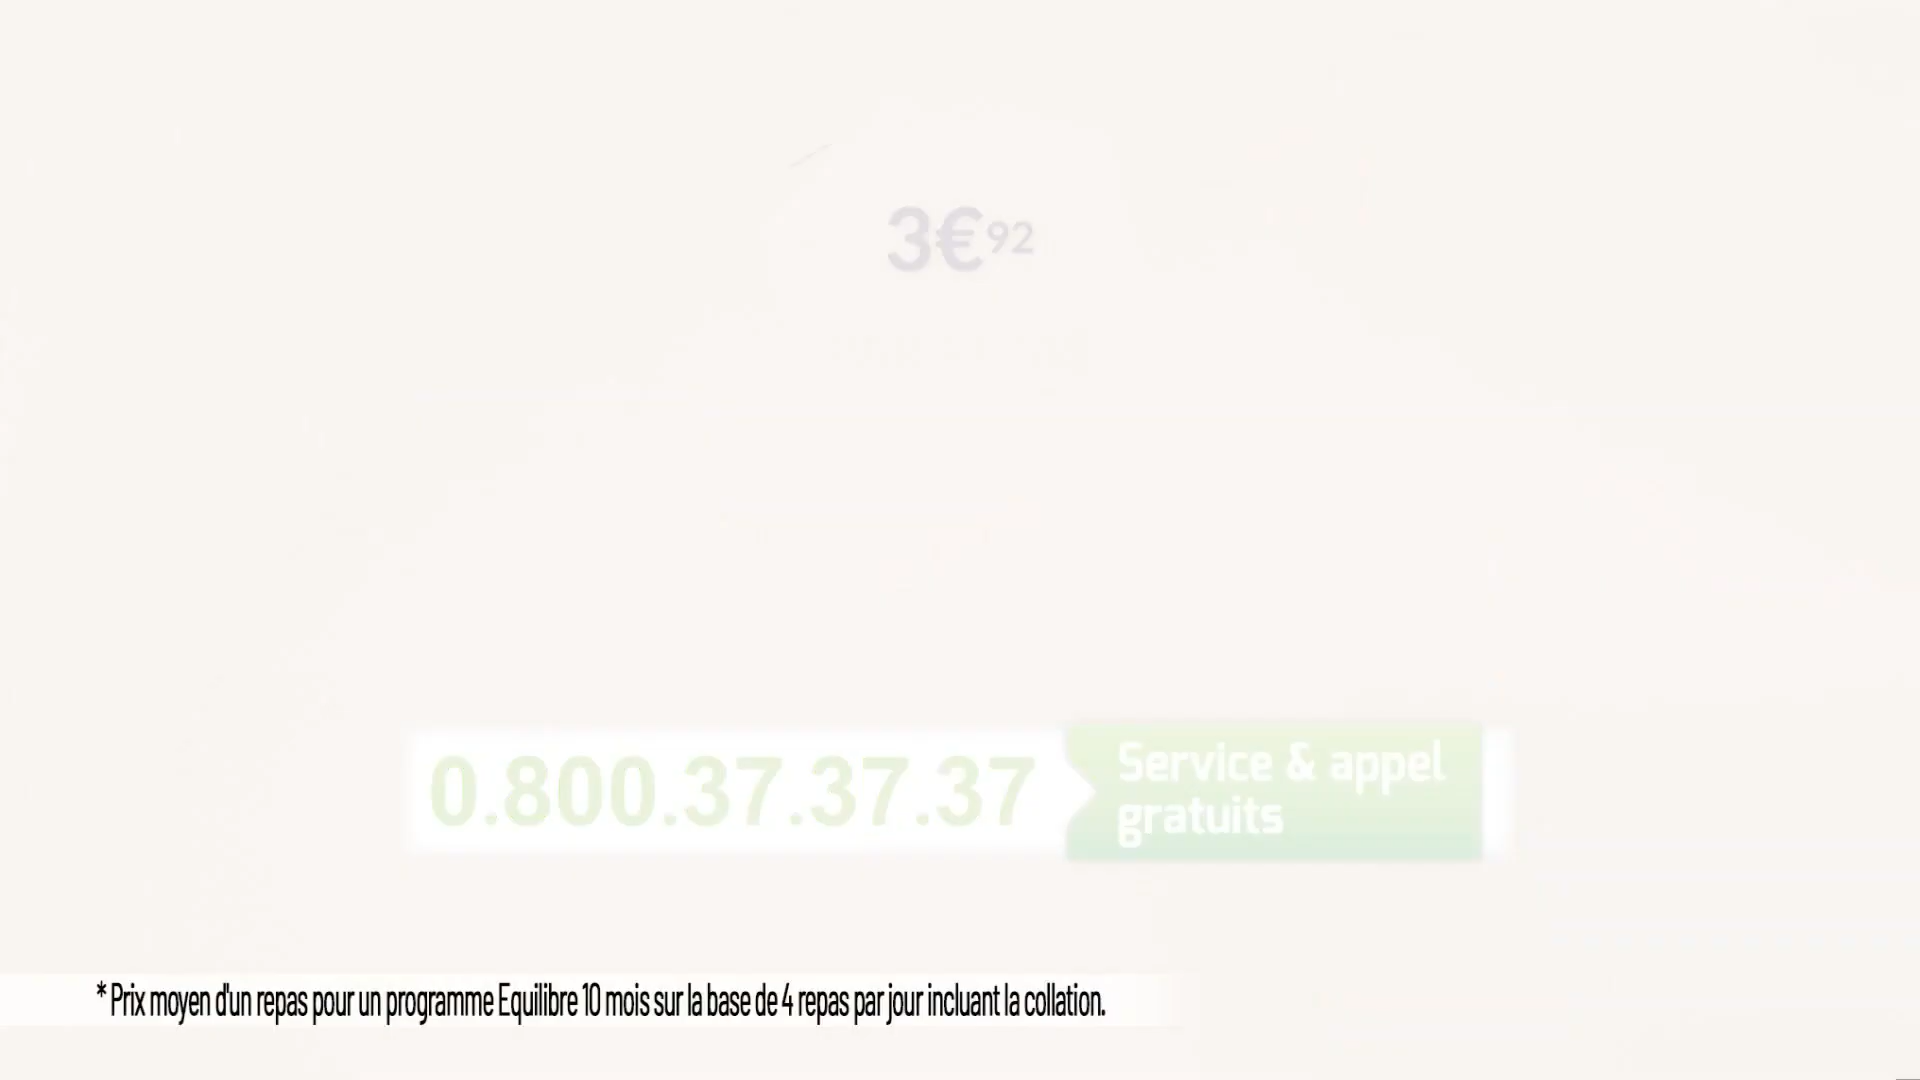 3€92
0.800.37.37.37
Service & appel
gratuits
* Prix moyen d'un repas pour un programme Equilibre 10 mois sur la base de 4 repas par jour incluant la collation.